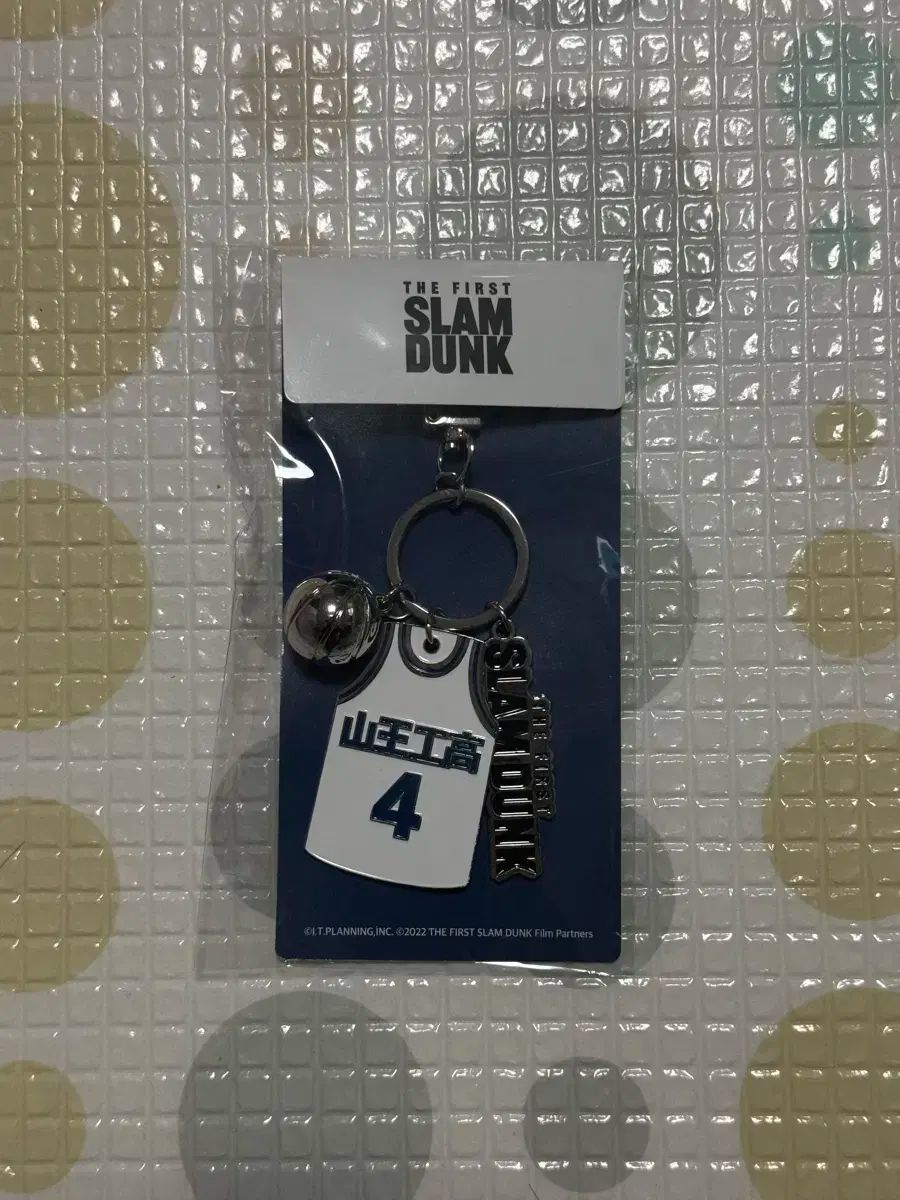 THE FIRST
SLAM
DUNK
山王工高
4
THE FIRST
SLAM DUNK
©I.T.PLANNING,INC. ©2022 THE FIRST SLAM DUNK Film Partners